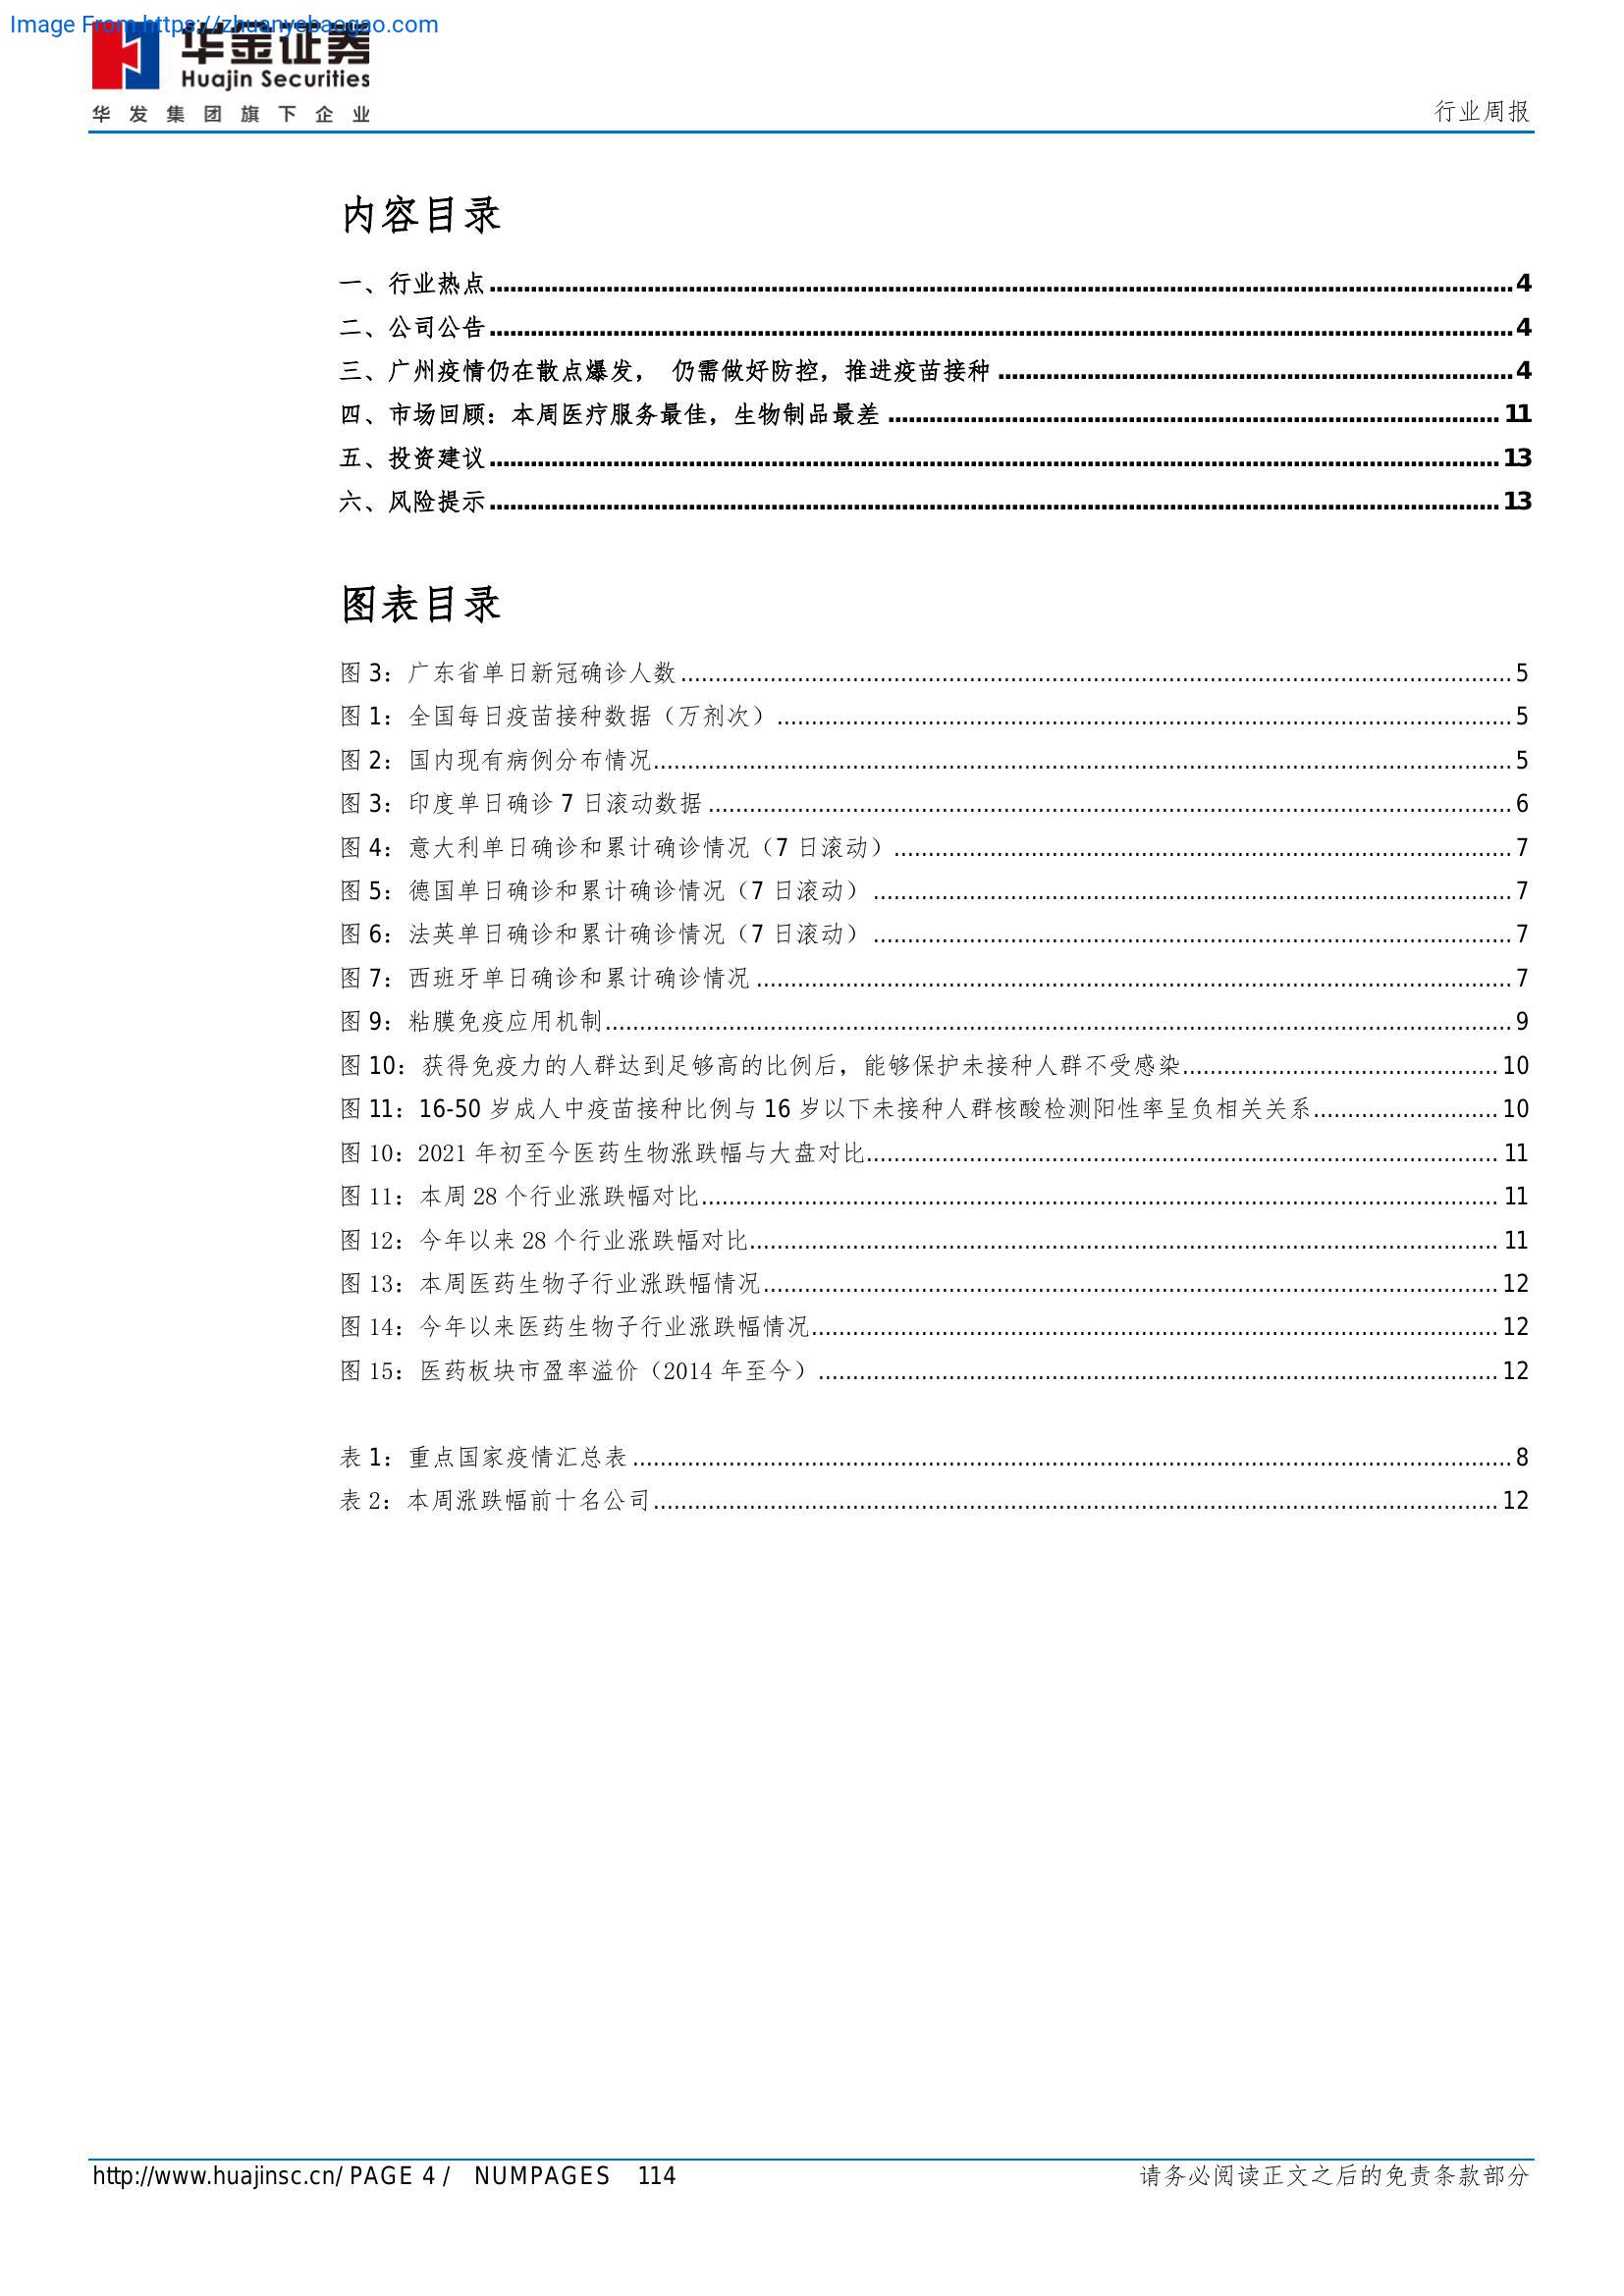 Image From https://zhuanyebaogao.com
华金证券
Huajin Securities
华发集团旗下企业
行业周报
内容目录
一、行业热点 4
二、公司公告 4
三、广州疫情仍在散点爆发， 仍需做好防控，推进疫苗接种 4
四、市场回顾：本周医疗服务最佳，生物制品最差 11
五、投资建议 13
六、风险提示 13
图表目录
图 3：广东省单日新冠确诊人数 5
图 1：全国每日疫苗接种数据（万剂次） 5
图 2：国内现有病例分布情况 5
图 3：印度单日确诊 7 日滚动数据 6
图 4：意大利单日确诊和累计确诊情况（7 日滚动） 7
图 5：德国单日确诊和累计确诊情况（7 日滚动） 7
图 6：法英单日确诊和累计确诊情况（7 日滚动） 7
图 7：西班牙单日确诊和累计确诊情况 7
图 9：粘膜免疫应用机制 9
图 10：获得免疫力的人群达到足够高的比例后，能够保护未接种人群不受感染 10
图 11：16-50 岁成人中疫苗接种比例与 16 岁以下未接种人群核酸检测阳性率呈负相关关系 10
图 10：2021 年初至今医药生物涨跌幅与大盘对比 11
图 11：本周 28 个行业涨跌幅对比 11
图 12：今年以来 28 个行业涨跌幅对比 11
图 13：本周医药生物子行业涨跌幅情况 12
图 14：今年以来医药生物子行业涨跌幅情况 12
图 15：医药板块市盈率溢价（2014 年至今） 12
表 1：重点国家疫情汇总表 8
表 2：本周涨跌幅前十名公司 12
http://www.huajinsc.cn/ PAGE 4 / NUMPAGES 114
请务必阅读正文之后的免责条款部分